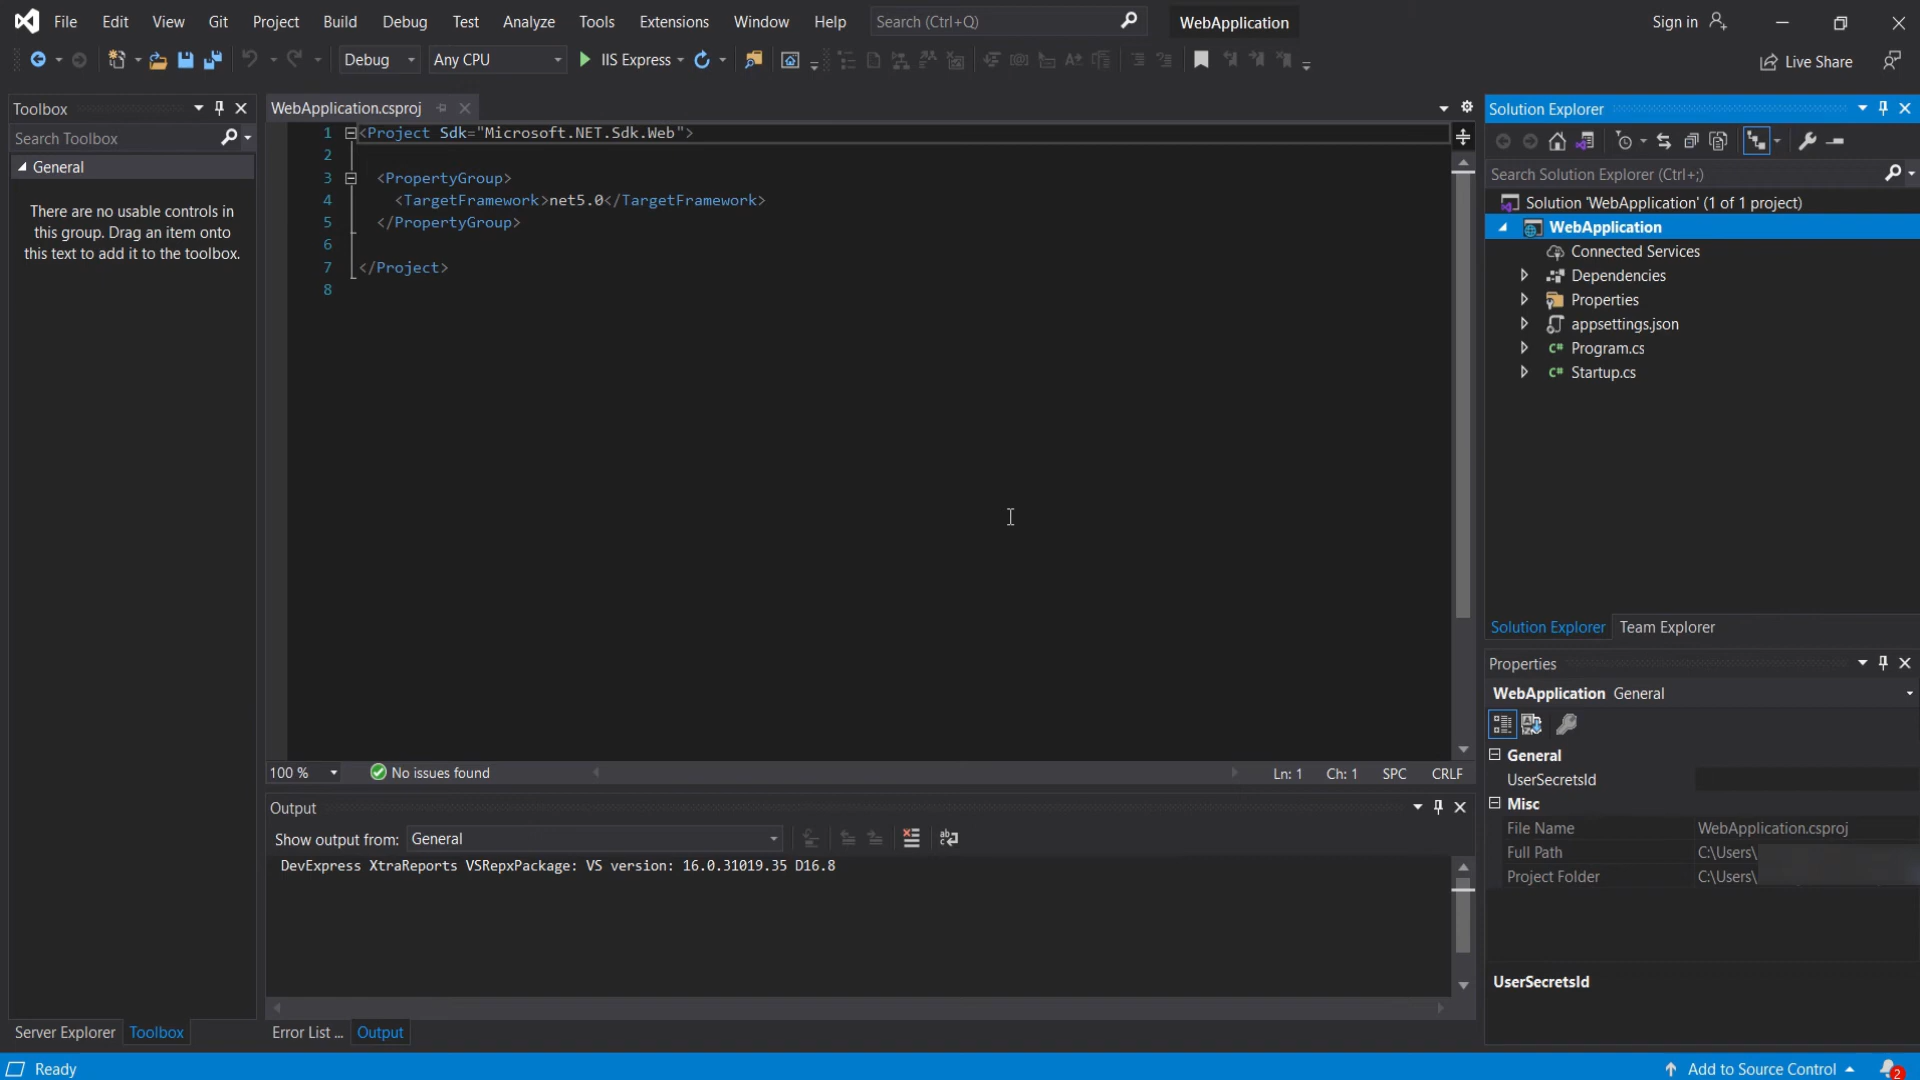 File Edit View Git Project Build Debug Test Analyze Tools Extensions Window Help Search (Ctrl+Q) WebApplication Sign in
Debug Any CPU IIS Express Live Share
Toolbox
Search Toolbox
General
There are no usable controls in
this group. Drag an item onto
this text to add it to the toolbox.
Server Explorer Toolbox
WebApplication.csproj
1 <Project Sdk="Microsoft.NET.Sdk.Web">
2
3 <PropertyGroup>
4 <TargetFramework>net5.0</TargetFramework>
5 </PropertyGroup>
6
7 </Project>
8
100 % No issues found Ln: 1 Ch: 1 SPC CRLF
Output
Show output from: General
DevExpress XtraReports VSRepxPackage: VS version: 16.0.31019.35 D16.8
Error List ... Output
Solution Explorer
Search Solution Explorer (Ctrl+;)
Solution 'WebApplication' (1 of 1 project)
WebApplication
Connected Services
Dependencies
Properties
appsettings.json
C# Program.cs
C# Startup.cs
Solution Explorer Team Explorer
Properties
WebApplication General
General
UserSecretsId
Misc
File Name WebApplication.csproj
Full Path C:\Users\
Project Folder C:\Users\
UserSecretsId
Ready Add to Source Control 2